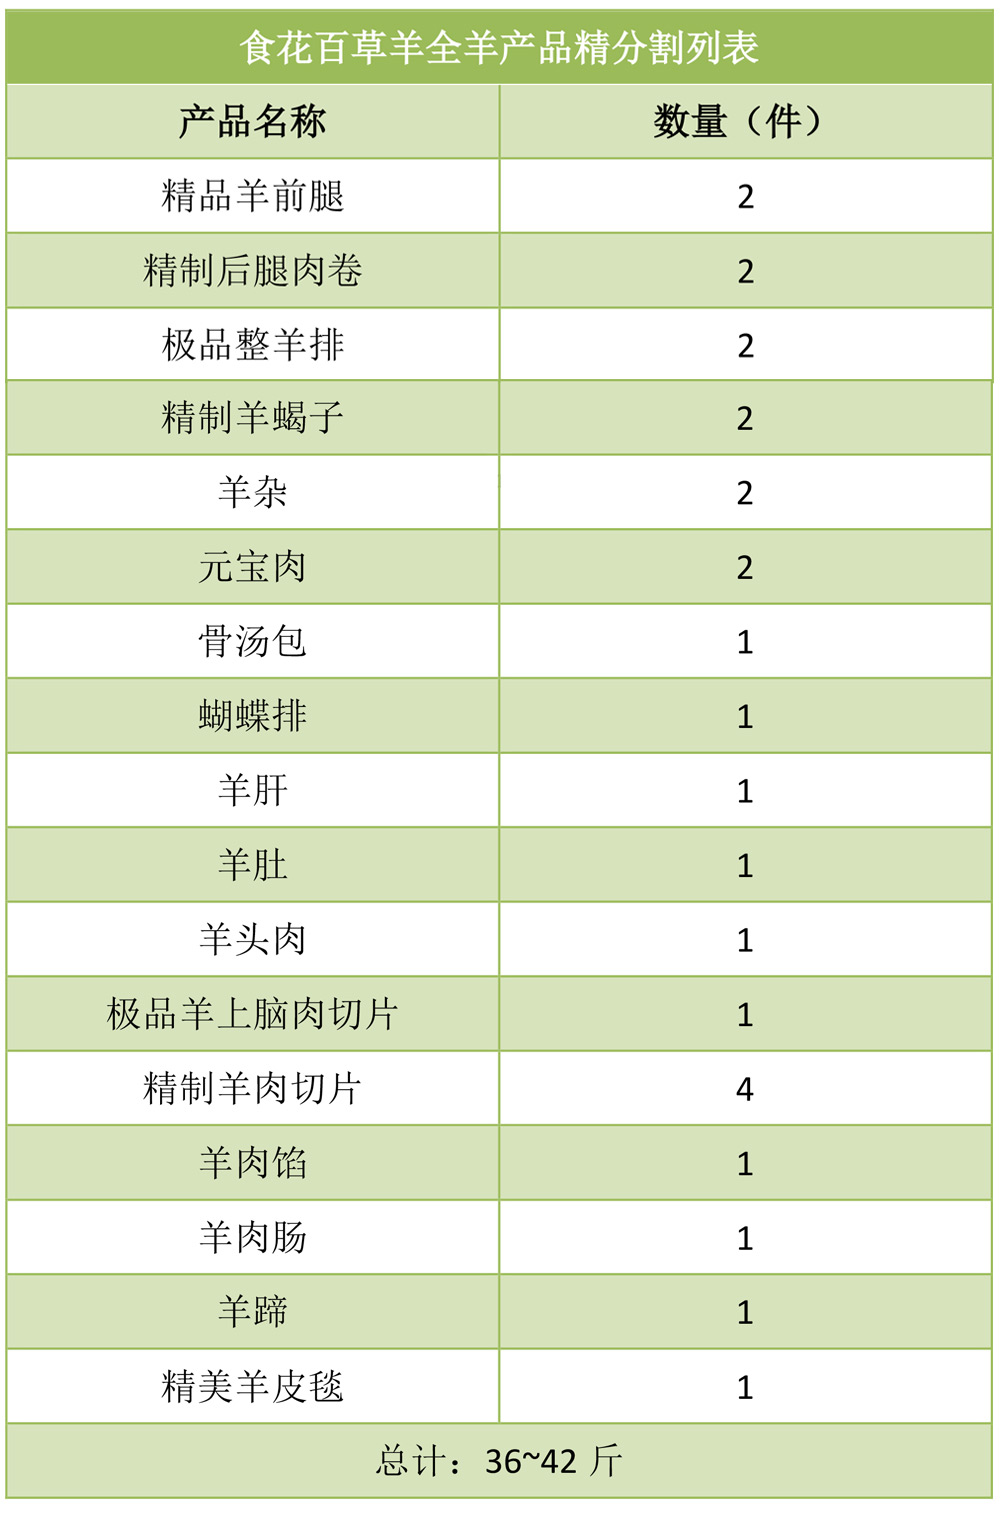 食花百草羊全羊产品精分割列表
产品名称 数量（件）
精品羊前腿 2
精制后腿肉卷 2
极品整羊排 2
精制羊蝎子 2
羊杂 2
元宝肉 2
骨汤包 1
蝴蝶排 1
羊肝 1
羊肚 1
羊头肉 1
极品羊上脑肉切片 1
精制羊肉切片 4
羊肉馅 1
羊肉肠 1
羊蹄 1
精美羊皮毯 1
总计：36~42 斤